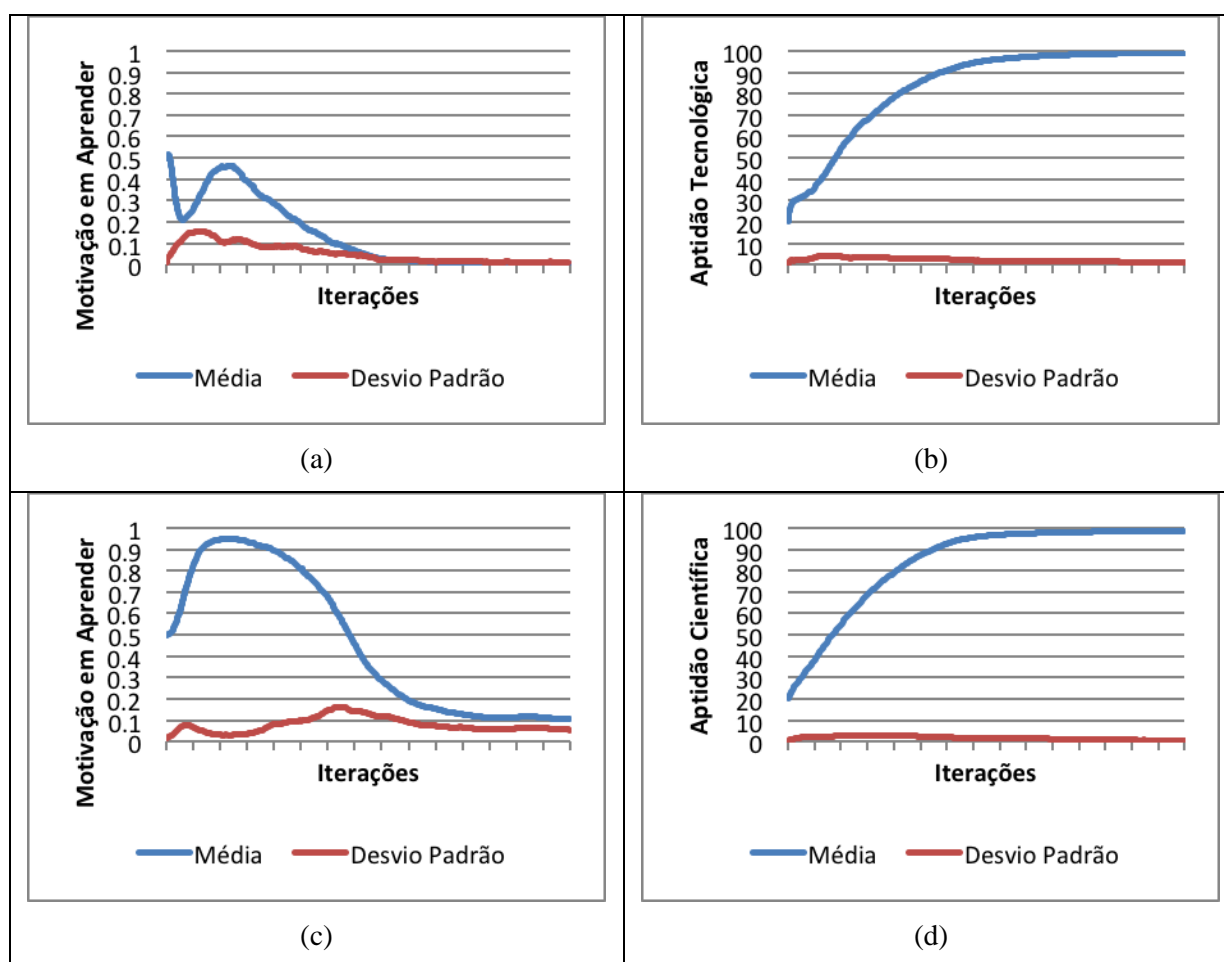 Motivação em Aprender
1
0.9
0.8
0.7
0.6
0.5
0.4
0.3
0.2
0.1
0
Iterações
Média Desvio Padrão
(a)
Aptidão Tecnológica
100
90
80
70
60
50
40
30
20
10
0
Iterações
Média Desvio Padrão
(b)
Motivação em Aprender
1
0.9
0.8
0.7
0.6
0.5
0.4
0.3
0.2
0.1
0
Iterações
Média Desvio Padrão
(c)
Aptidão Científica
100
90
80
70
60
50
40
30
20
10
0
Iterações
Média Desvio Padrão
(d)